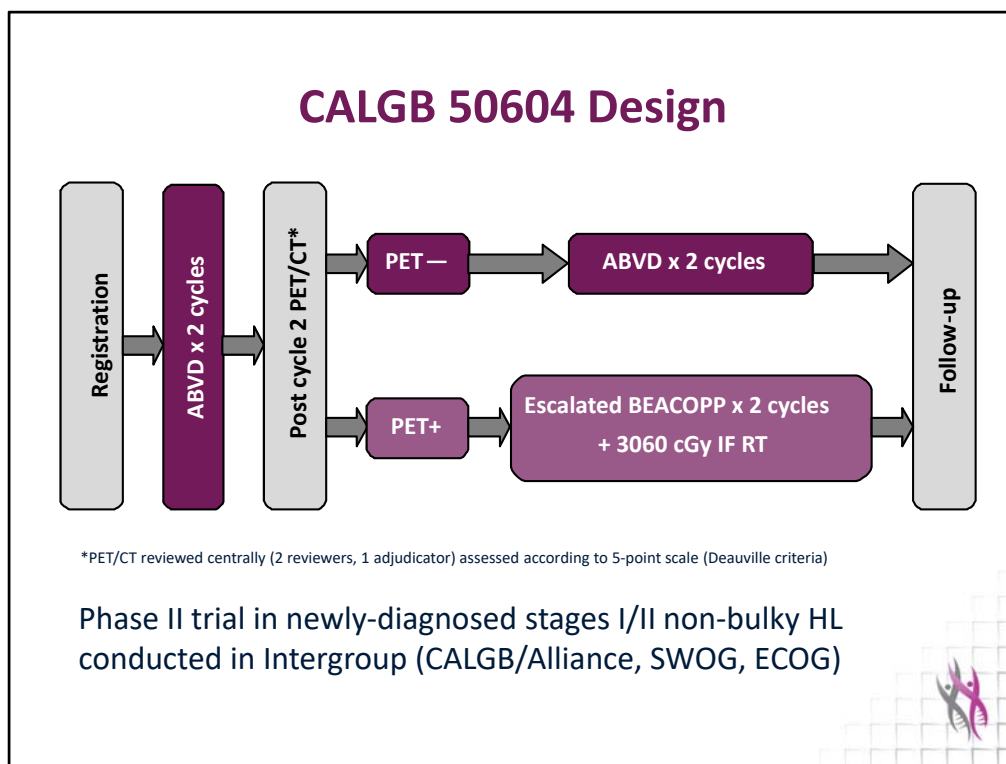 CALGB 50604 Design
Registration
ABVD x 2 cycles
Post cycle 2 PET/CT*
PET —
ABVD x 2 cycles
PET+
Escalated BEACOPP x 2 cycles
+ 3060 cGy IF RT
Follow-up
*PET/CT reviewed centrally (2 reviewers, 1 adjudicator) assessed according to 5-point scale (Deauville criteria)
Phase II trial in newly-diagnosed stages I/II non-bulky HL
conducted in Intergroup (CALGB/Alliance, SWOG, ECOG)